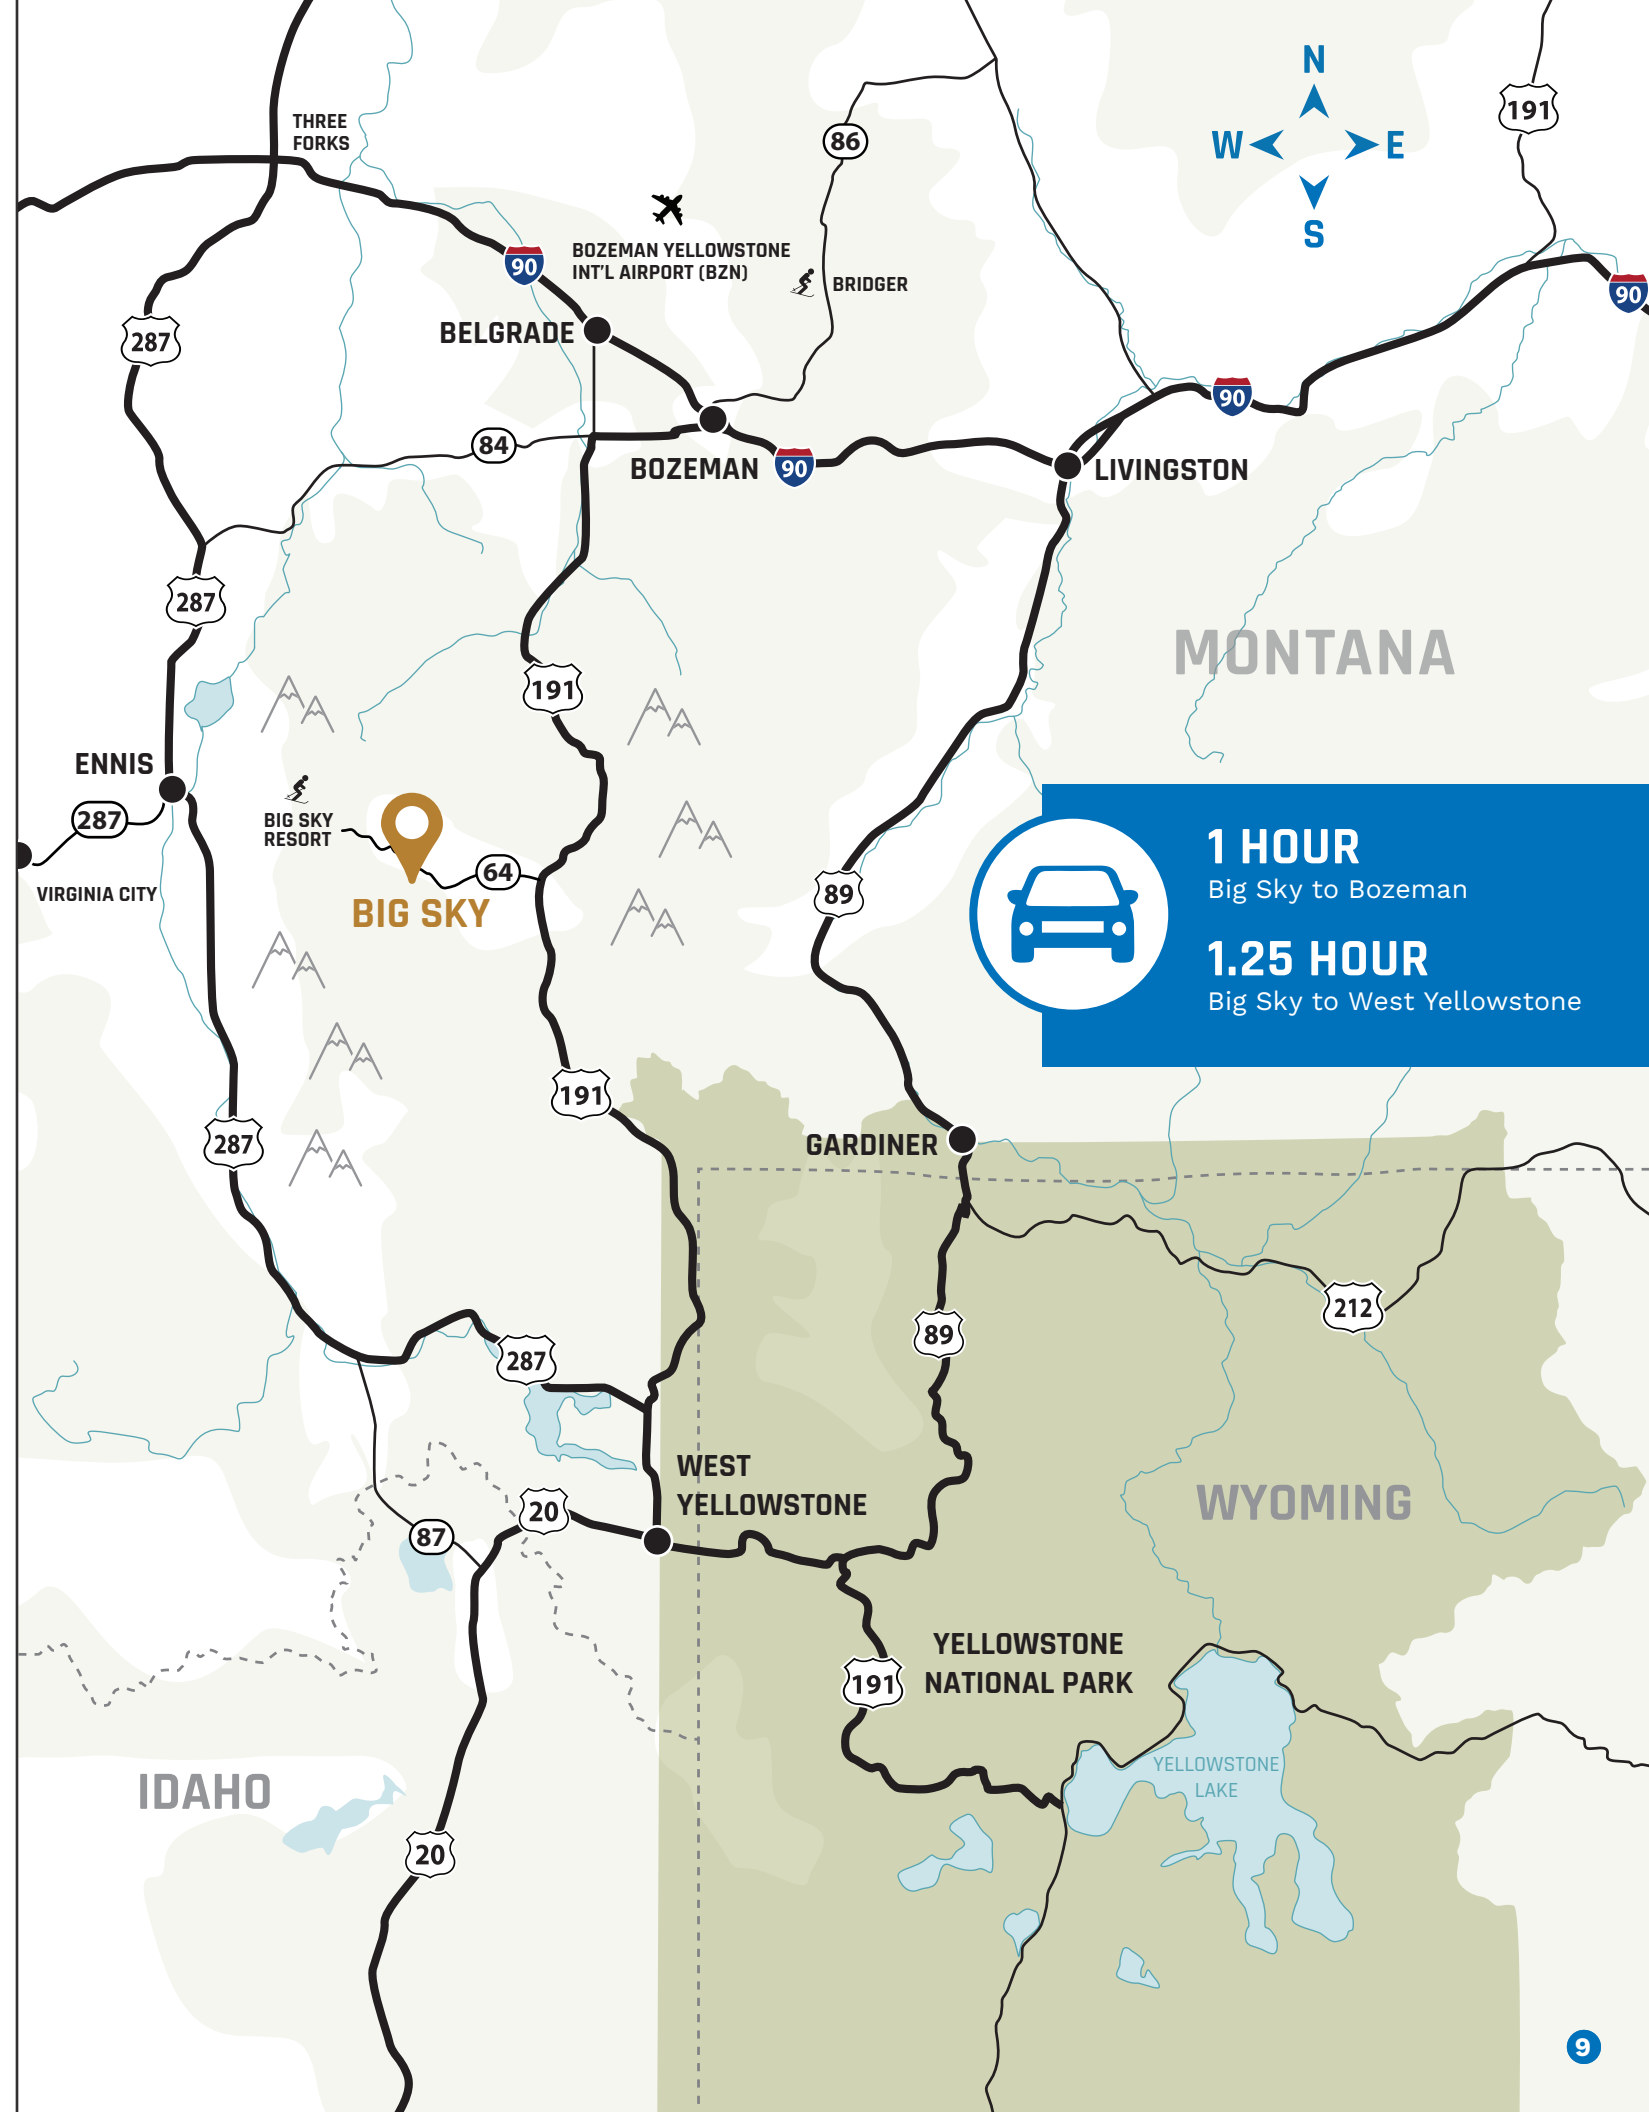 N
W E
S
191
THREE
FORKS
86
90
BOZEMAN YELLOWSTONE
INT'L AIRPORT (BZN)
BRIDGER
90
287
BELGRADE
90
84
BOZEMAN
90
LIVINGSTON
287
MONTANA
191
ENNIS
287
BIG SKY
RESORT
64
VIRGINIA CITY
BIG SKY
89
1 HOUR
Big Sky to Bozeman
1.25 HOUR
Big Sky to West Yellowstone
191
287
GARDINER
212
89
287
WEST
YELLOWSTONE
WYOMING
20
87
YELLOWSTONE
NATIONAL PARK
191
YELLOWSTONE
LAKE
IDAHO
20
9